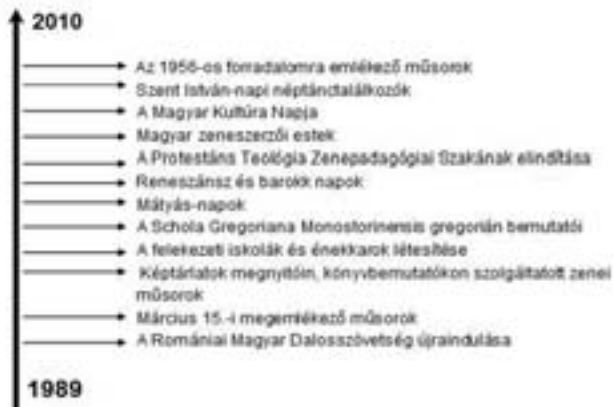 2010
Az 1956-os forradalomra emlékező műsorok
Szent István-napi néptánctalálkozók
A Magyar Kultúra Napja
Magyar zeneszerzői estek
A Protestáns Teológia Zenepadagógiai Szakának elindítása
Reneszánsz és barokk napok
Mátyás-napok
A Schola Gregoriana Monostorinensis gregorián bemutatói
A felekezeti iskolák és énekkarok létesítése
Képtárlatok megnyitóin, könyvbemutatókon szolgáltatott zenei
műsorok
Március 15.-i megemlékező műsorok
A Romániai Magyar Dalosszövetség újraindulása
1989